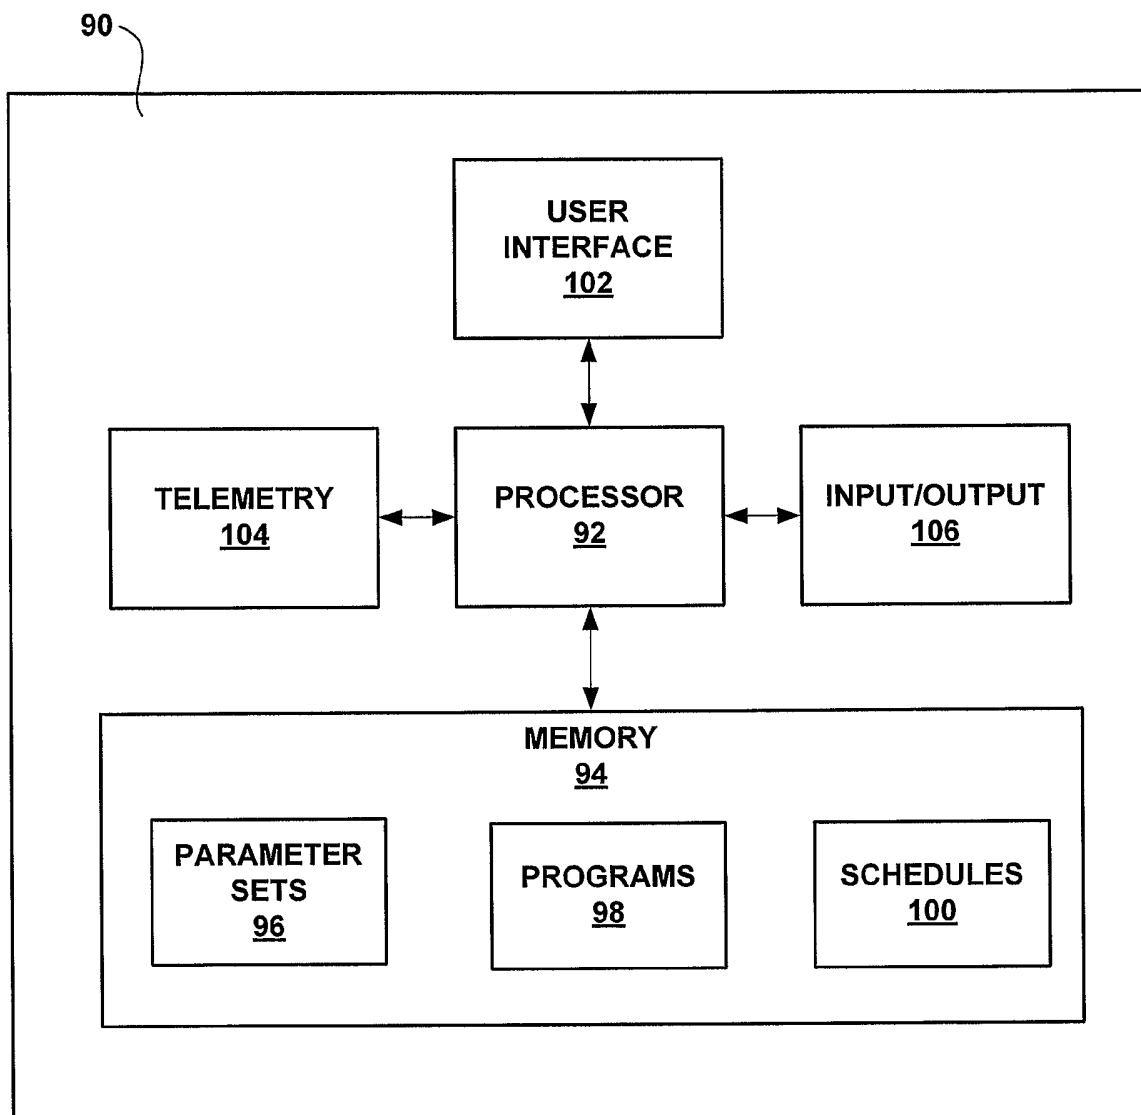 90
USER
INTERFACE
102
TELEMETRY
104
PROCESSOR
92
INPUT/OUTPUT
106
MEMORY
94
PARAMETER
SETS
96
PROGRAMS
98
SCHEDULES
100